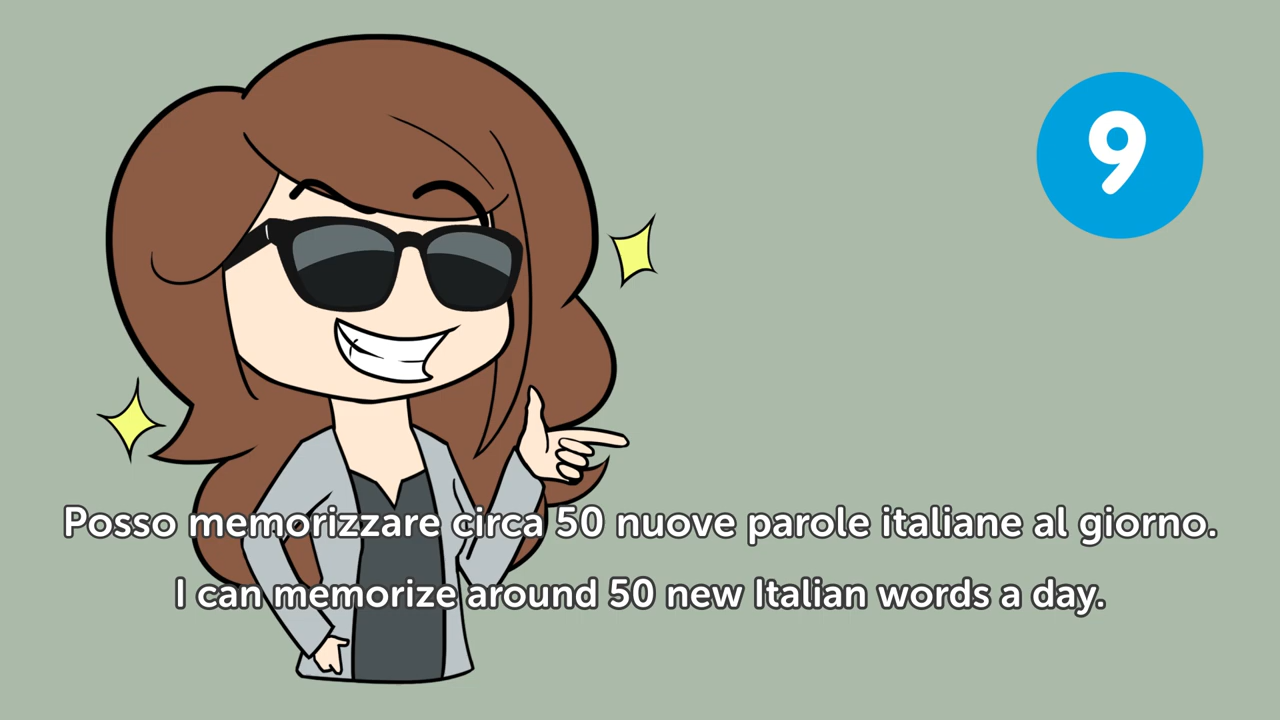 9
Posso memorizzare circa 50 nuove parole italiane al giorno.
I can memorize around 50 new Italian words a day.